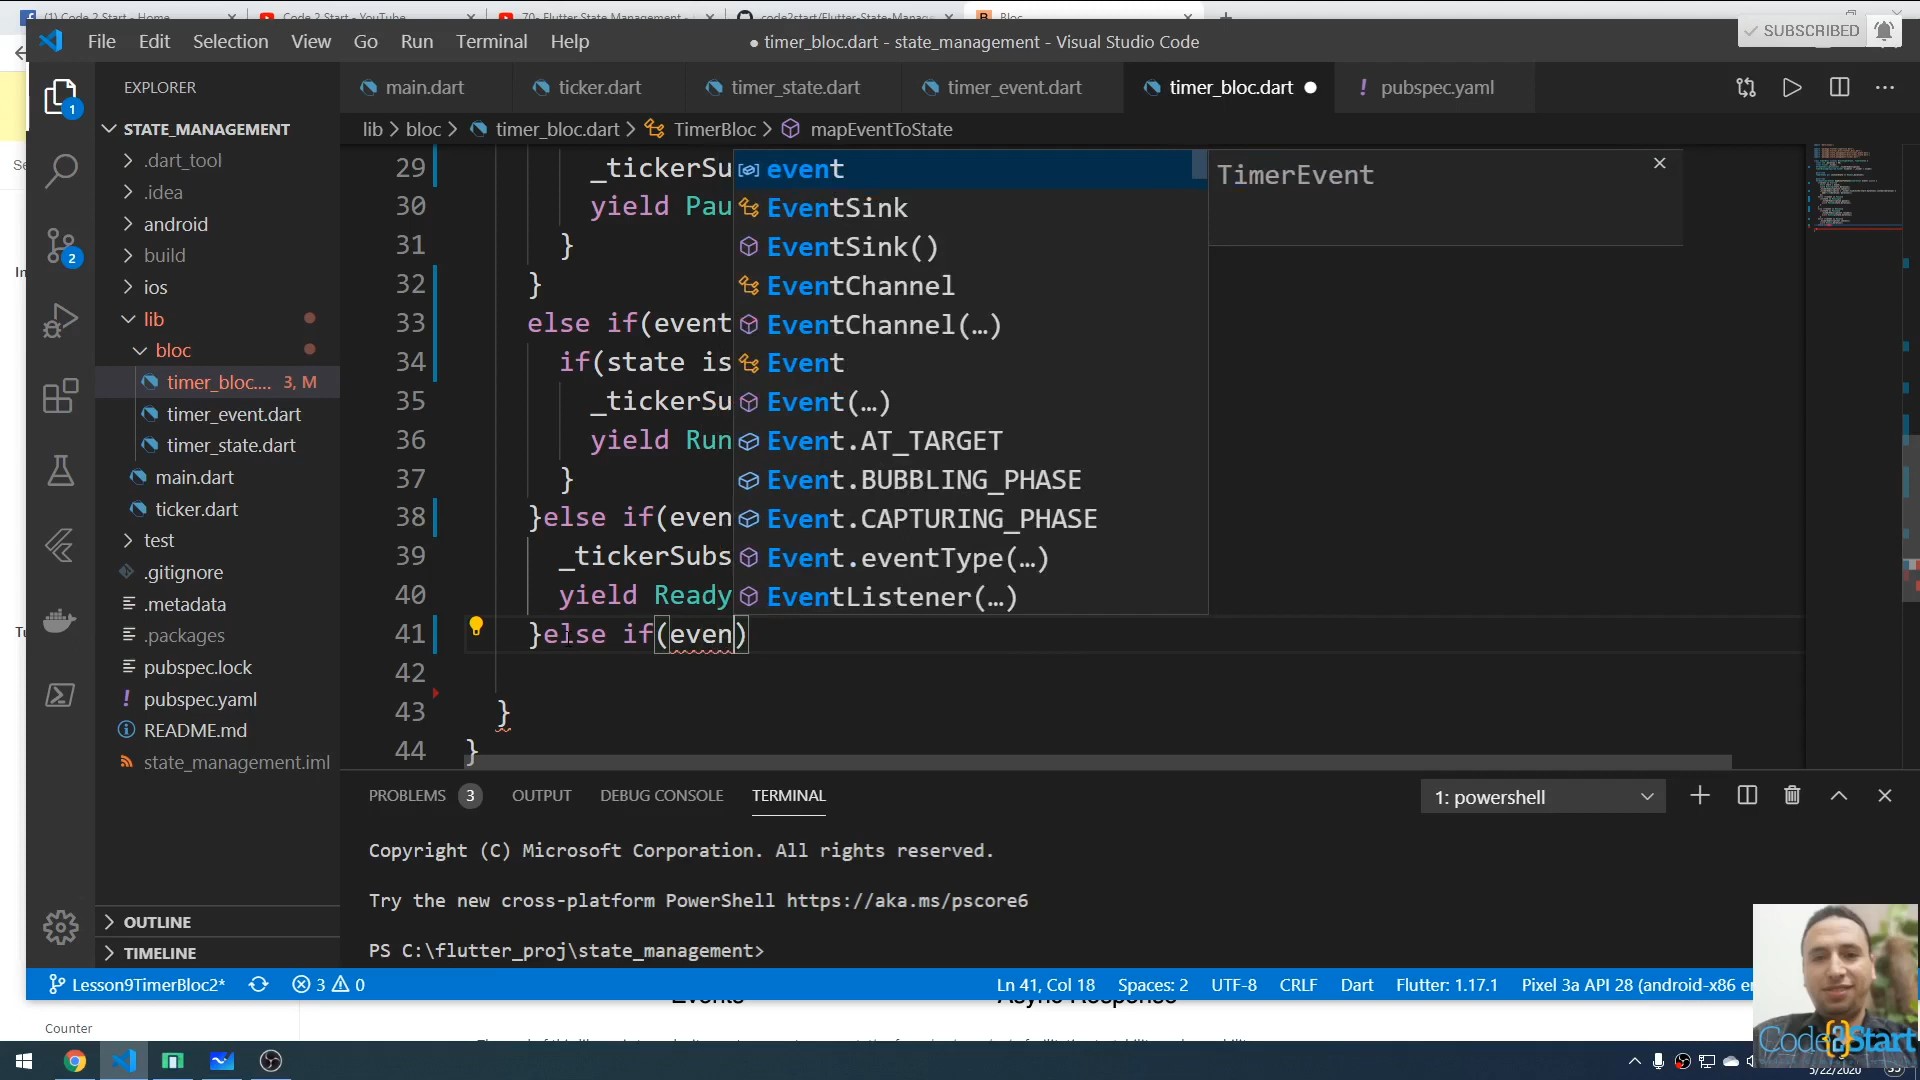 (1) Code 2 Start - Home
Code 2 Start - YouTube
70- Flutter State Management -
code2start/Flutter-State-Manag
Bloc
SUBSCRIBED
File Edit Selection View Go Run Terminal Help
● timer_bloc.dart - state_management - Visual Studio Code
EXPLORER
main.dart
ticker.dart
timer_state.dart
timer_event.dart
timer_bloc.dart ●
! pubspec.yaml
lib > bloc > timer_bloc.dart > TimerBloc > mapEventToState
STATE_MANAGEMENT
.dart_tool
.idea
android
build
ios
lib
bloc
timer_bloc.... 3, M
timer_event.dart
timer_state.dart
main.dart
ticker.dart
test
.gitignore
.metadata
.packages
pubspec.lock
! pubspec.yaml
README.md
state_management.iml
OUTLINE
TIMELINE
1
2
29 _tickerSu
30 yield Pau
31 }
32 }
33 else if(event
34 if(state is
35 _tickerSu
36 yield Run
37 }
38 }else if(even
39 _tickerSubs
40 yield Ready
41 }else if(even)
42
43 }
44 }
event
EventSink
EventSink()
EventChannel
EventChannel(…)
Event
Event(…)
Event.AT_TARGET
Event.BUBBLING_PHASE
Event.CAPTURING_PHASE
Event.eventType(…)
EventListener(…)
TimerEvent
PROBLEMS 3 OUTPUT DEBUG CONSOLE TERMINAL
1: powershell
Copyright (C) Microsoft Corporation. All rights reserved.
Try the new cross-platform PowerShell https://aka.ms/pscore6
PS C:\flutter_proj\state_management>
Lesson9TimerBloc2* 3 0
Ln 41, Col 18 Spaces: 2 UTF-8 CRLF Dart Flutter: 1.17.1 Pixel 3a API 28 (android-x86 e
Events
Async Response
Counter
Code2Start
5/22/2020